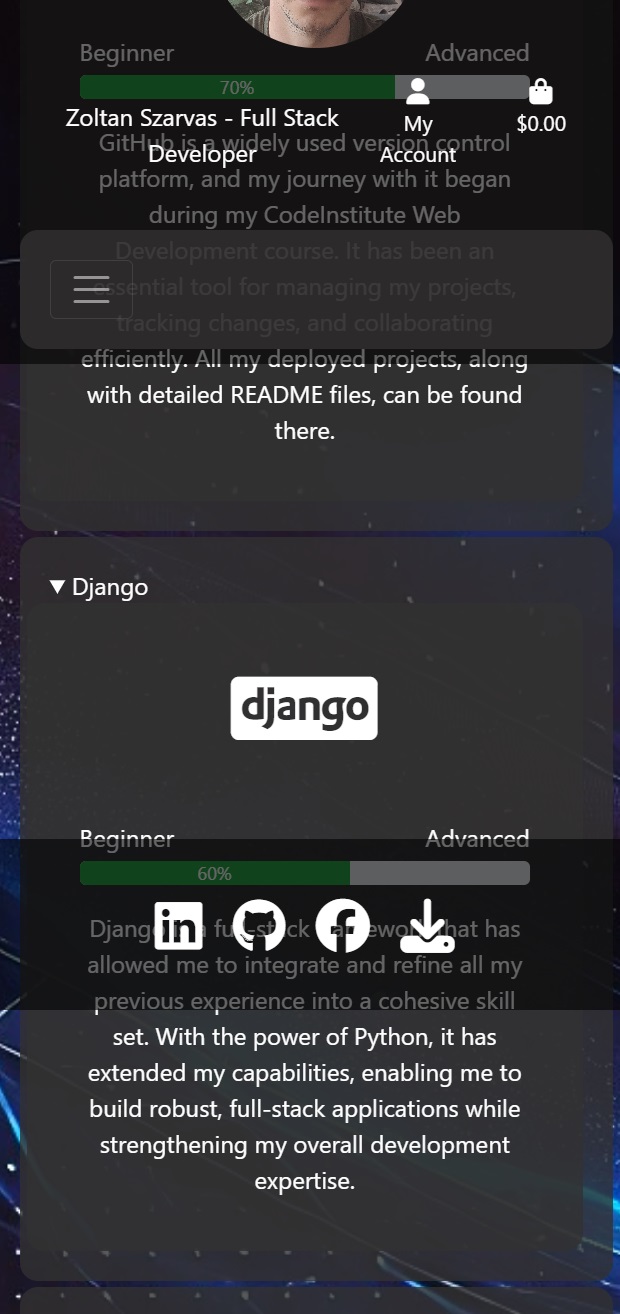 Beginner Advanced
70%
Zoltan Szarvas - Full Stack
Developer
My
Account
$0.00
GitHub is a widely used version control
platform, and my journey with it began
during my CodeInstitute Web
Development course. It has been an
essential tool for managing my projects,
tracking changes, and collaborating
efficiently. All my deployed projects, along
with detailed README files, can be found
there.
Django
django
Beginner Advanced
60%
in
Django is a full-stack framework that has
allowed me to integrate and refine all my
previous experience into a cohesive skill
set. With the power of Python, it has
extended my capabilities, enabling me to
build robust, full-stack applications while
strengthening my overall development
expertise.